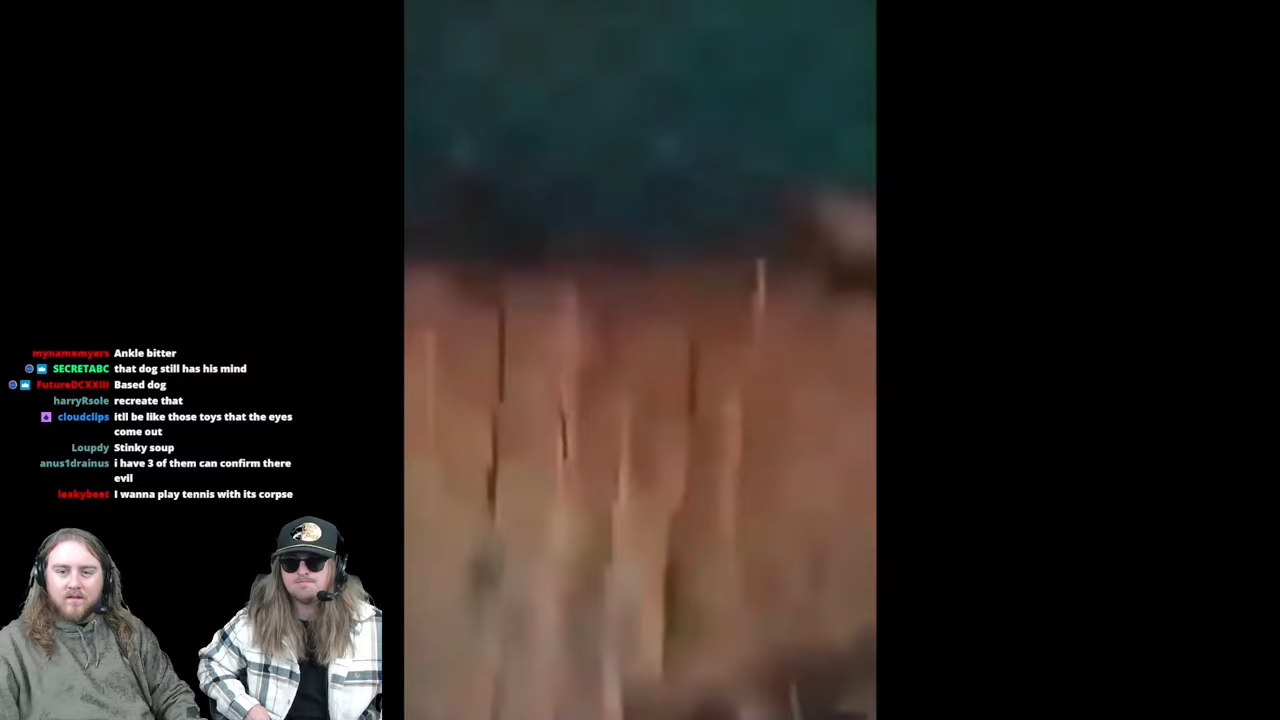 mynamemyers Ankle bitter
SECRETABC that dog still has his mind
FutureDCXXIII Based dog
harryRsole recreate that
cloudclips itll be like those toys that the eyes
come out
Loupdy Stinky soup
anus1drainus i have 3 of them can confirm there
evil
leakybeet I wanna play tennis with its corpse